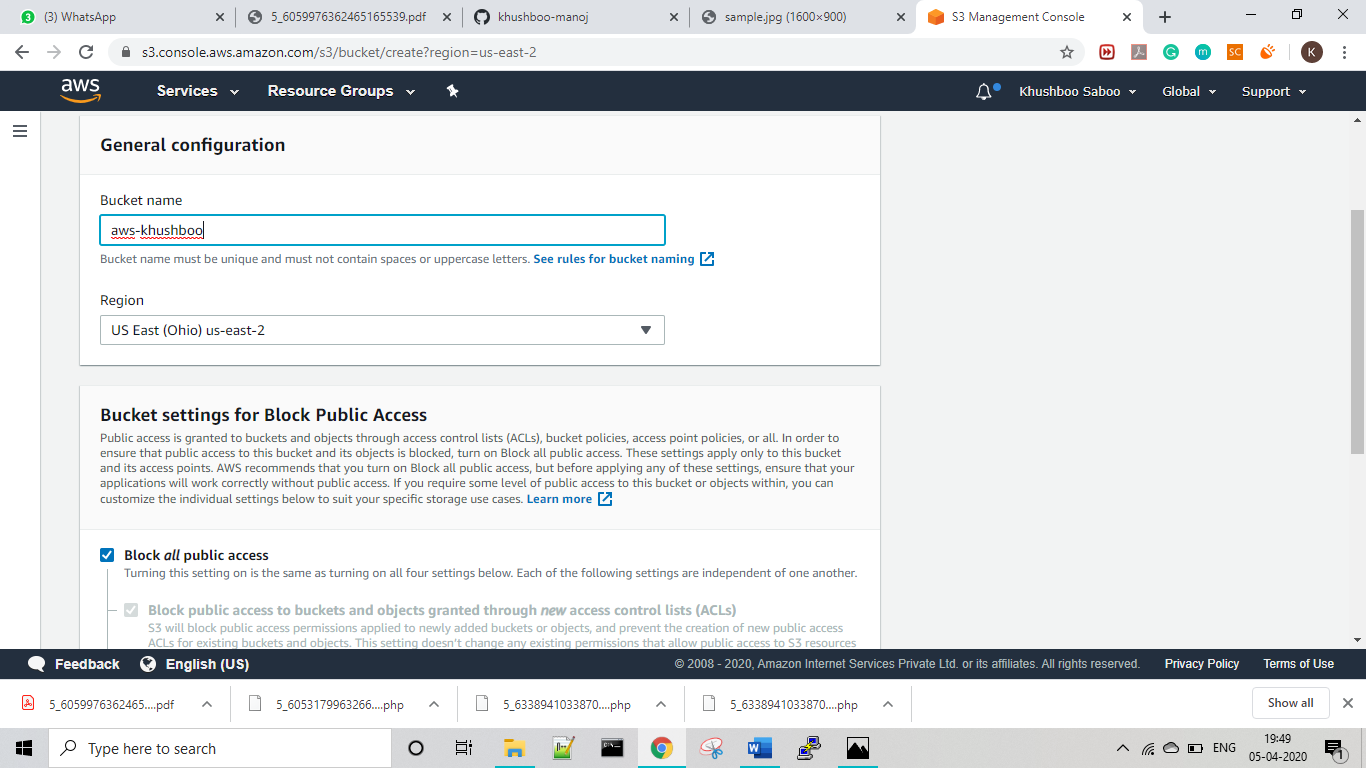 (3) WhatsApp
5_6059976362465165539.pdf
khushboo-manoj
sample.jpg (1600×900)
S3 Management Console
s3.console.aws.amazon.com/s3/bucket/create?region=us-east-2
K
aws
Services
Resource Groups
Khushboo Saboo
Global
Support
General configuration
Bucket name
aws-khushboo
Bucket name must be unique and must not contain spaces or uppercase letters. See rules for bucket naming
Region
US East (Ohio) us-east-2
Bucket settings for Block Public Access
Public access is granted to buckets and objects through access control lists (ACLs), bucket policies, access point policies, or all. In order to
ensure that public access to this bucket and its objects is blocked, turn on Block all public access. These settings apply only to this bucket
and its access points. AWS recommends that you turn on Block all public access, but before applying any of these settings, ensure that your
applications will work correctly without public access. If you require some level of public access to this bucket or objects within, you can
customize the individual settings below to suit your specific storage use cases. Learn more
Block all public access
Turning this setting on is the same as turning on all four settings below. Each of the following settings are independent of one another.
Block public access to buckets and objects granted through new access control lists (ACLs)
S3 will block public access permissions applied to newly added buckets or objects, and prevent the creation of new public access
ACLs for existing buckets and objects. This setting doesn't change any existing permissions that allow public access to S3 resources
Feedback
English (US)
© 2008 - 2020, Amazon Internet Services Private Ltd. or its affiliates. All rights reserved.
Privacy Policy
Terms of Use
5_6059976362465....pdf
5_6053179963266....php
5_6338941033870....php
5_6338941033870....php
Show all
Type here to search
ENG
19:49
05-04-2020
1